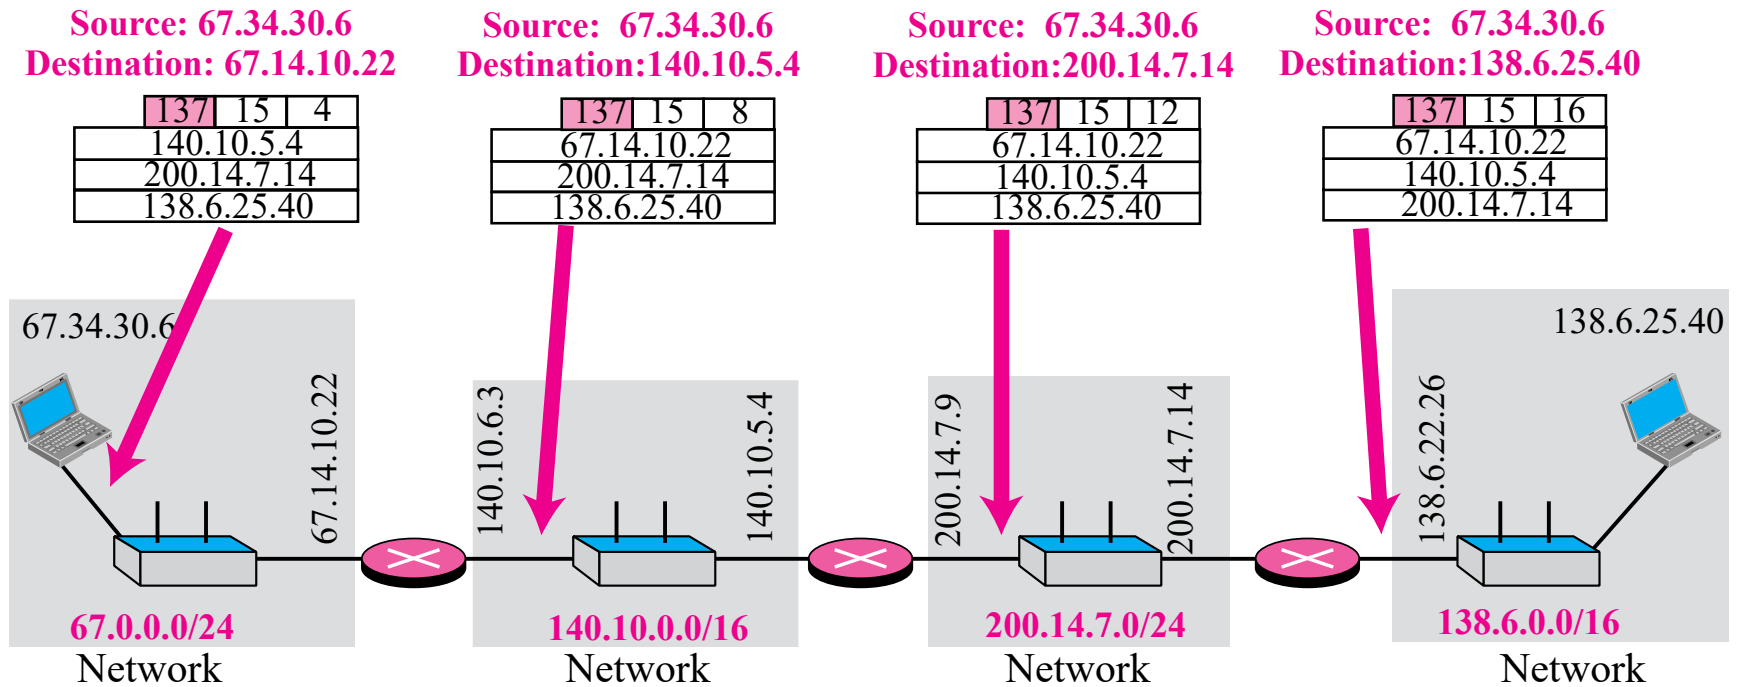 Source: 67.34.30.6
Destination: 67.14.10.22
137 15 4
140.10.5.4
200.14.7.14
138.6.25.40
Source: 67.34.30.6
Destination:140.10.5.4
137 15 8
67.14.10.22
200.14.7.14
138.6.25.40
Source: 67.34.30.6
Destination:200.14.7.14
137 15 12
67.14.10.22
140.10.5.4
138.6.25.40
Source: 67.34.30.6
Destination:138.6.25.40
137 15 16
67.14.10.22
140.10.5.4
200.14.7.14
67.34.30.6
67.14.10.22
67.0.0.0/24
Network
140.10.6.3
140.10.5.4
140.10.0.0/16
Network
200.14.7.9
200.14.7.14
200.14.7.0/24
Network
138.6.25.40
138.6.22.26
138.6.0.0/16
Network